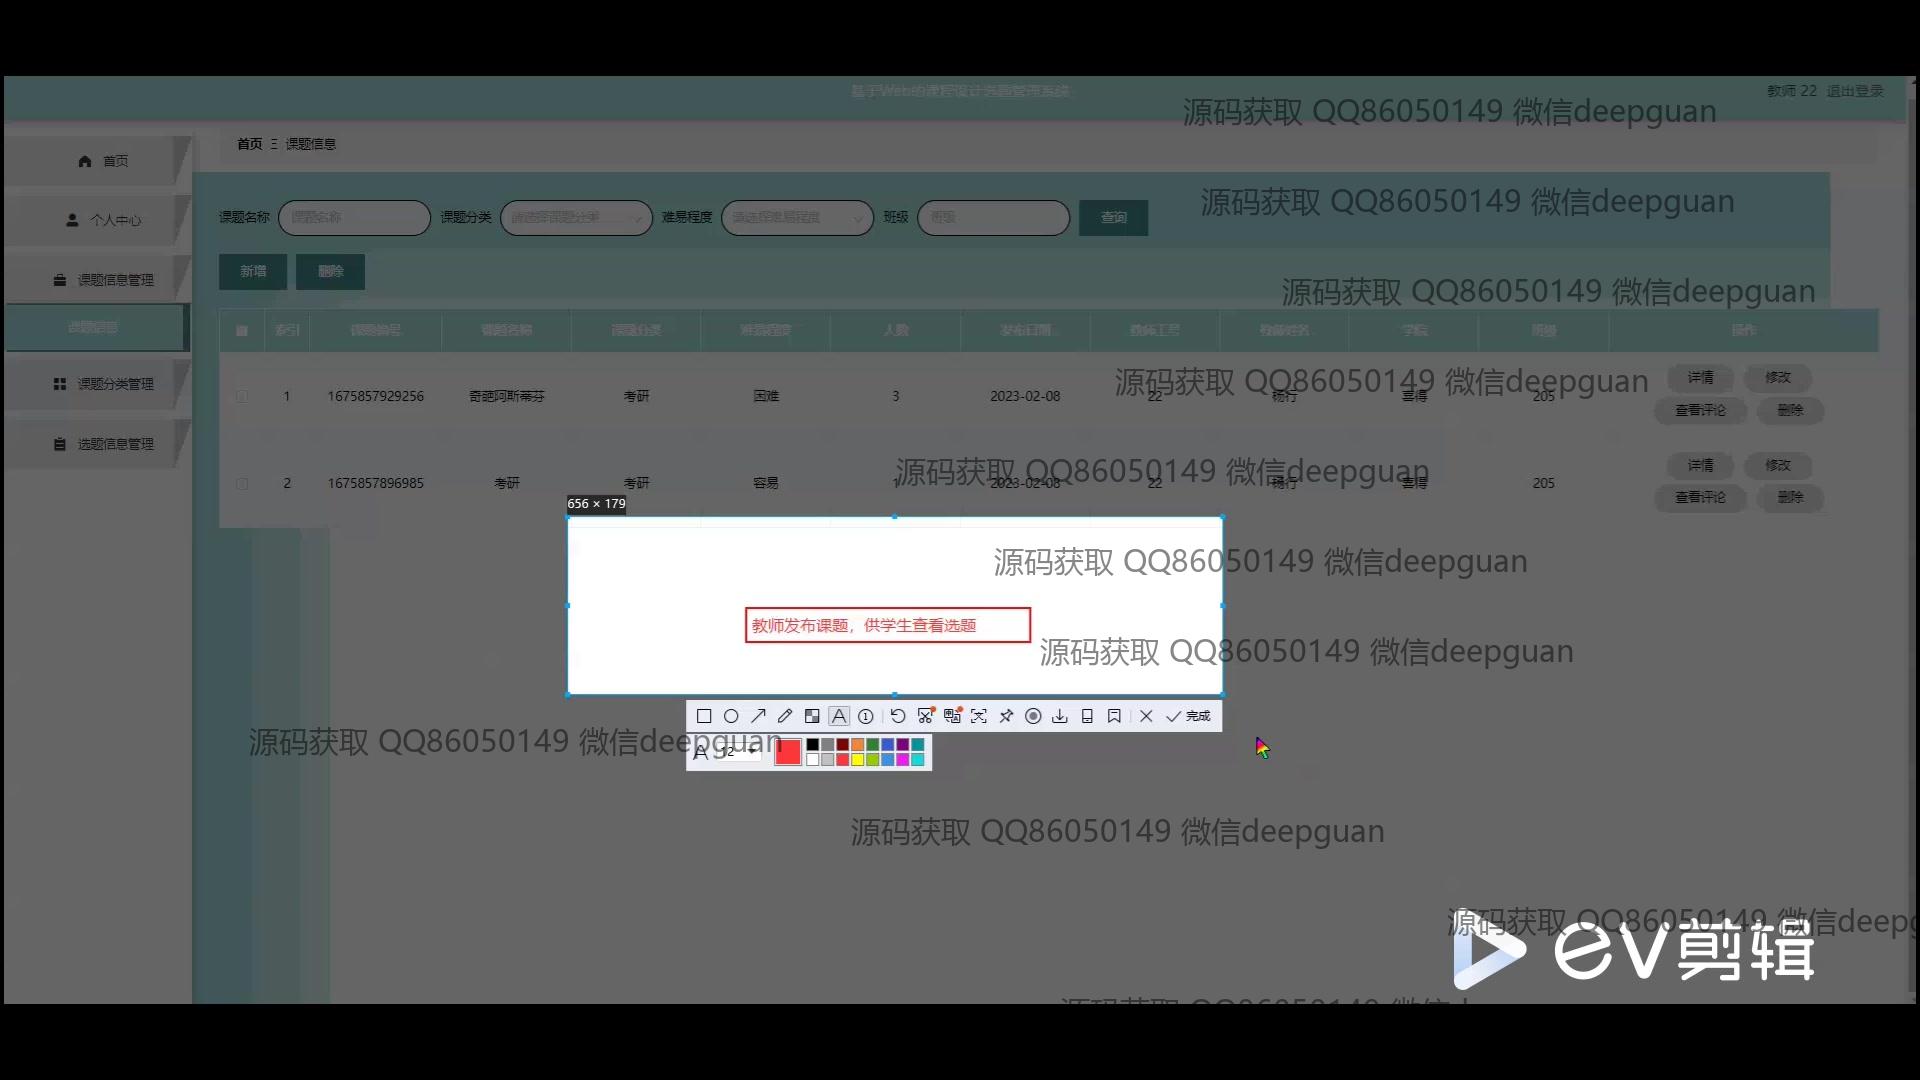 基于Web的课程设计选题管理系统
教师 22 退出登录
源码获取 QQ86050149 微信deepguan
首页 课题信息
首页
个人中心
课题信息管理
课题信息
课题分类管理
选题信息管理
源码获取 QQ86050149 微信deepguan
课题名称 课题名称 课题分类 请选择课题分类 难易程度 请选择难易程度 班级 班级 查询
新增 删除
源码获取 QQ86050149 微信deepguan
索引 课题编号 课题名称 课题分类 难易程度 人数 发布日期 教师工号 教师姓名 学院 班级 操作
源码获取 QQ86050149 微信deepguan
1 1675857929256 奇葩阿斯蒂芬 考研 困难 3 2023-02-08 22 杨行 喜得 205 详情 修改
查看评论 删除
源码获取 QQ86050149 微信deepguan
2 1675857896985 考研 考研 容易 1 2023-02-08 22 杨行 喜得 205 详情 修改
查看评论 删除
656 × 179
源码获取 QQ86050149 微信deepguan
教师发布课题，供学生查看选题
源码获取 QQ86050149 微信deepguan
完成
源码获取 QQ86050149 微信deepguan
A 12
源码获取 QQ86050149 微信deepguan
源码获取 QQ86050149 微信deepg
EV剪辑
源码获取 QQ86050149 微信d